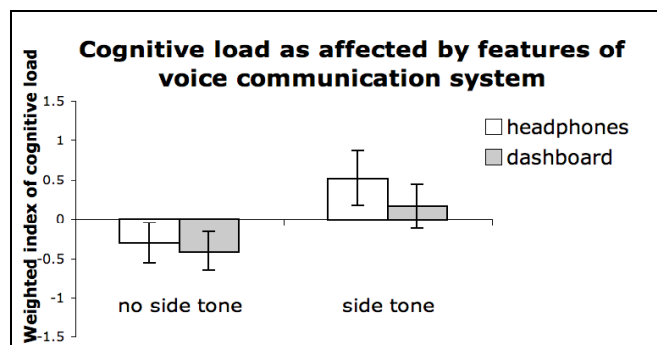 Cognitive load as affected by features of
voice communication system
Weighted index of cognitive load
1.5
1
0.5
0
-0.5
-1
-1.5
headphones
dashboard
no side tone
side tone